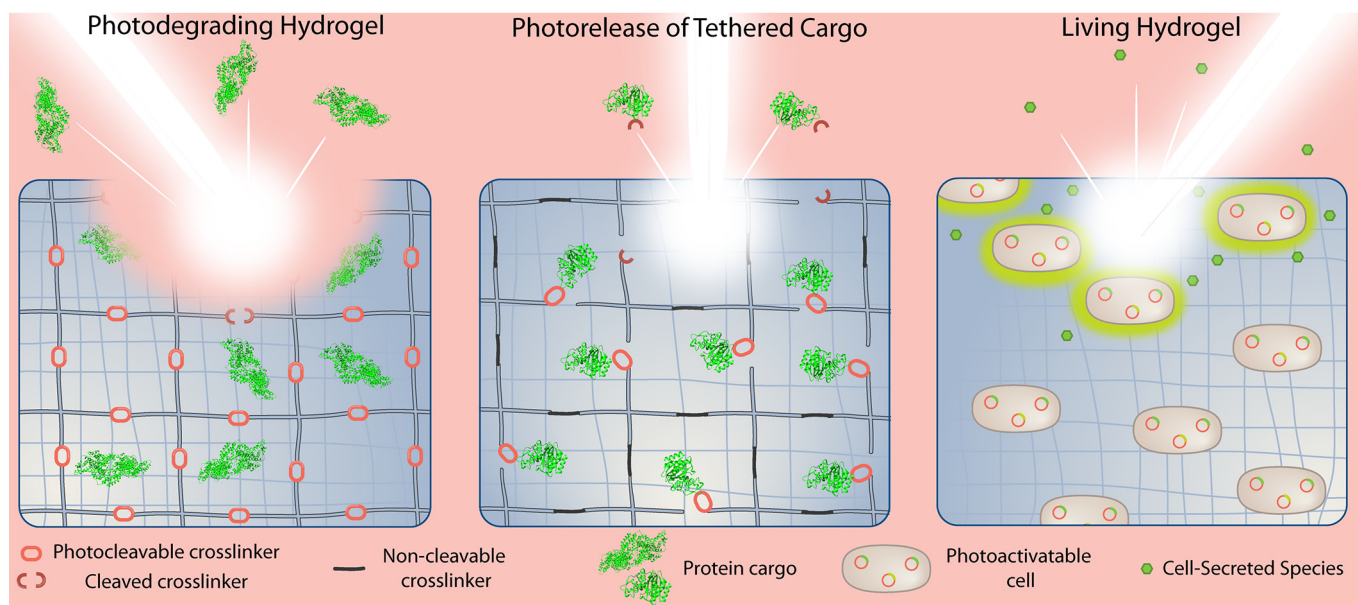 Photodegrading Hydrogel
Photorelease of Tethered Cargo
Living Hydrogel
Photocleavable crosslinker
Cleaved crosslinker
Non-cleavable
crosslinker
Protein cargo
Photoactivatable
cell
Cell-Secreted Species